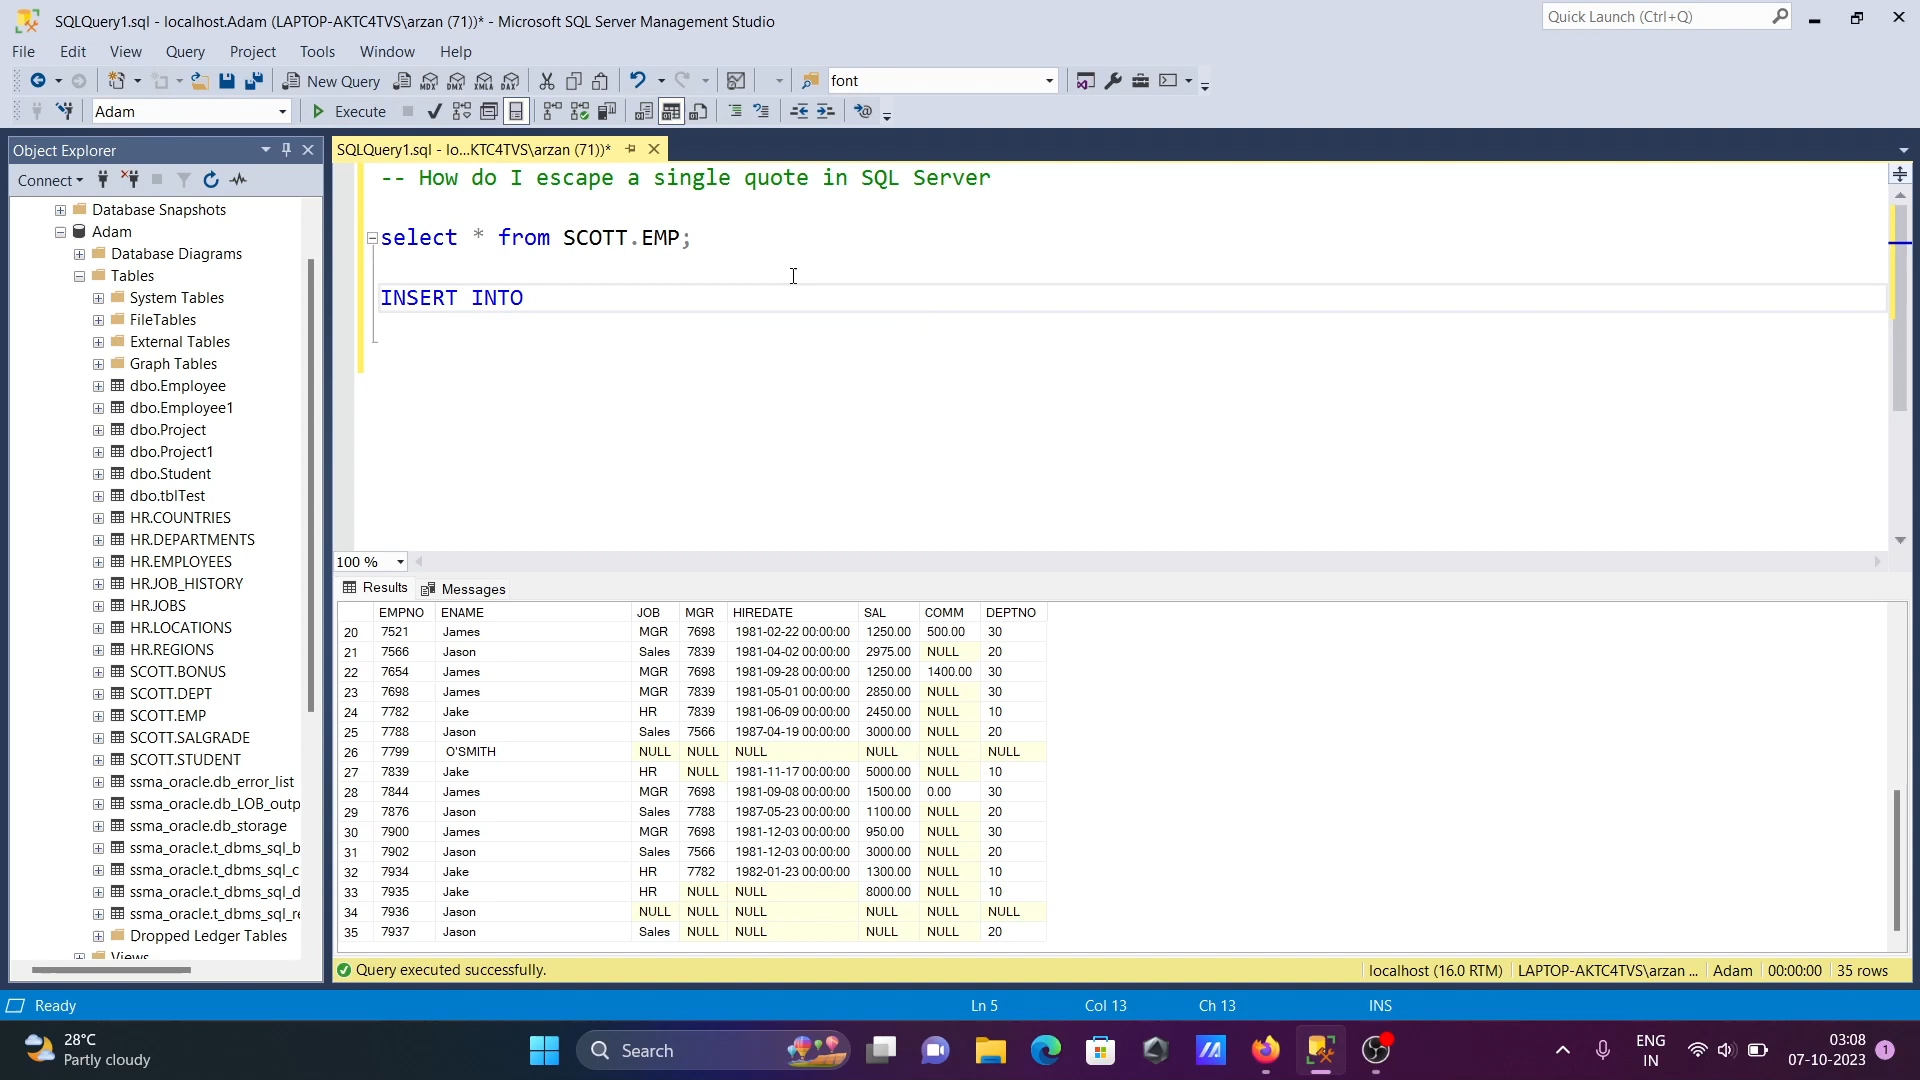 SQLQuery1.sql - localhost.Adam (LAPTOP-AKTC4TVS\arzan (71))* - Microsoft SQL Server Management Studio
Quick Launch (Ctrl+Q)
File Edit View Query Project Tools Window Help
New Query MDX DMX XMLA DAX font
Adam Execute
Object Explorer
SQLQuery1.sql - lo...KTC4TVS\arzan (71))*
Connect
-- How do I escape a single quote in SQL Server
select * from SCOTT.EMP;
INSERT INTO
Database Snapshots
Adam
Database Diagrams
Tables
System Tables
FileTables
External Tables
Graph Tables
dbo.Employee
dbo.Employee1
dbo.Project
dbo.Project1
dbo.Student
dbo.tblTest
HR.COUNTRIES
HR.DEPARTMENTS
HR.EMPLOYEES
HR.JOB_HISTORY
HR.JOBS
HR.LOCATIONS
HR.REGIONS
SCOTT.BONUS
SCOTT.DEPT
SCOTT.EMP
SCOTT.SALGRADE
SCOTT.STUDENT
ssma_oracle.db_error_list
ssma_oracle.db_LOB_outp
ssma_oracle.db_storage
ssma_oracle.t_dbms_sql_b
ssma_oracle.t_dbms_sql_c
ssma_oracle.t_dbms_sql_d
ssma_oracle.t_dbms_sql_re
Dropped Ledger Tables
Views
100 %
Results Messages
EMPNO ENAME JOB MGR HIREDATE SAL COMM DEPTNO
20 7521 James MGR 7698 1981-02-22 00:00:00 1250.00 500.00 30
21 7566 Jason Sales 7839 1981-04-02 00:00:00 2975.00 NULL 20
22 7654 James MGR 7698 1981-09-28 00:00:00 1250.00 1400.00 30
23 7698 James MGR 7839 1981-05-01 00:00:00 2850.00 NULL 30
24 7782 Jake HR 7839 1981-06-09 00:00:00 2450.00 NULL 10
25 7788 Jason Sales 7566 1987-04-19 00:00:00 3000.00 NULL 20
26 7799 O'SMITH NULL NULL NULL NULL NULL NULL
27 7839 Jake HR NULL 1981-11-17 00:00:00 5000.00 NULL 10
28 7844 James MGR 7698 1981-09-08 00:00:00 1500.00 0.00 30
29 7876 Jason Sales 7788 1987-05-23 00:00:00 1100.00 NULL 20
30 7900 James MGR 7698 1981-12-03 00:00:00 950.00 NULL 30
31 7902 Jason Sales 7566 1981-12-03 00:00:00 3000.00 NULL 20
32 7934 Jake HR 7782 1982-01-23 00:00:00 1300.00 NULL 10
33 7935 Jake HR NULL NULL 8000.00 NULL 10
34 7936 Jason NULL NULL NULL NULL NULL NULL
35 7937 Jason Sales NULL NULL NULL NULL 20
Query executed successfully. localhost (16.0 RTM) LAPTOP-AKTC4TVS\arzan ... Adam 00:00:00 35 rows
Ready Ln 5 Col 13 Ch 13 INS
28°C
Partly cloudy
Search
ENG
IN
03:08
07-10-2023
1